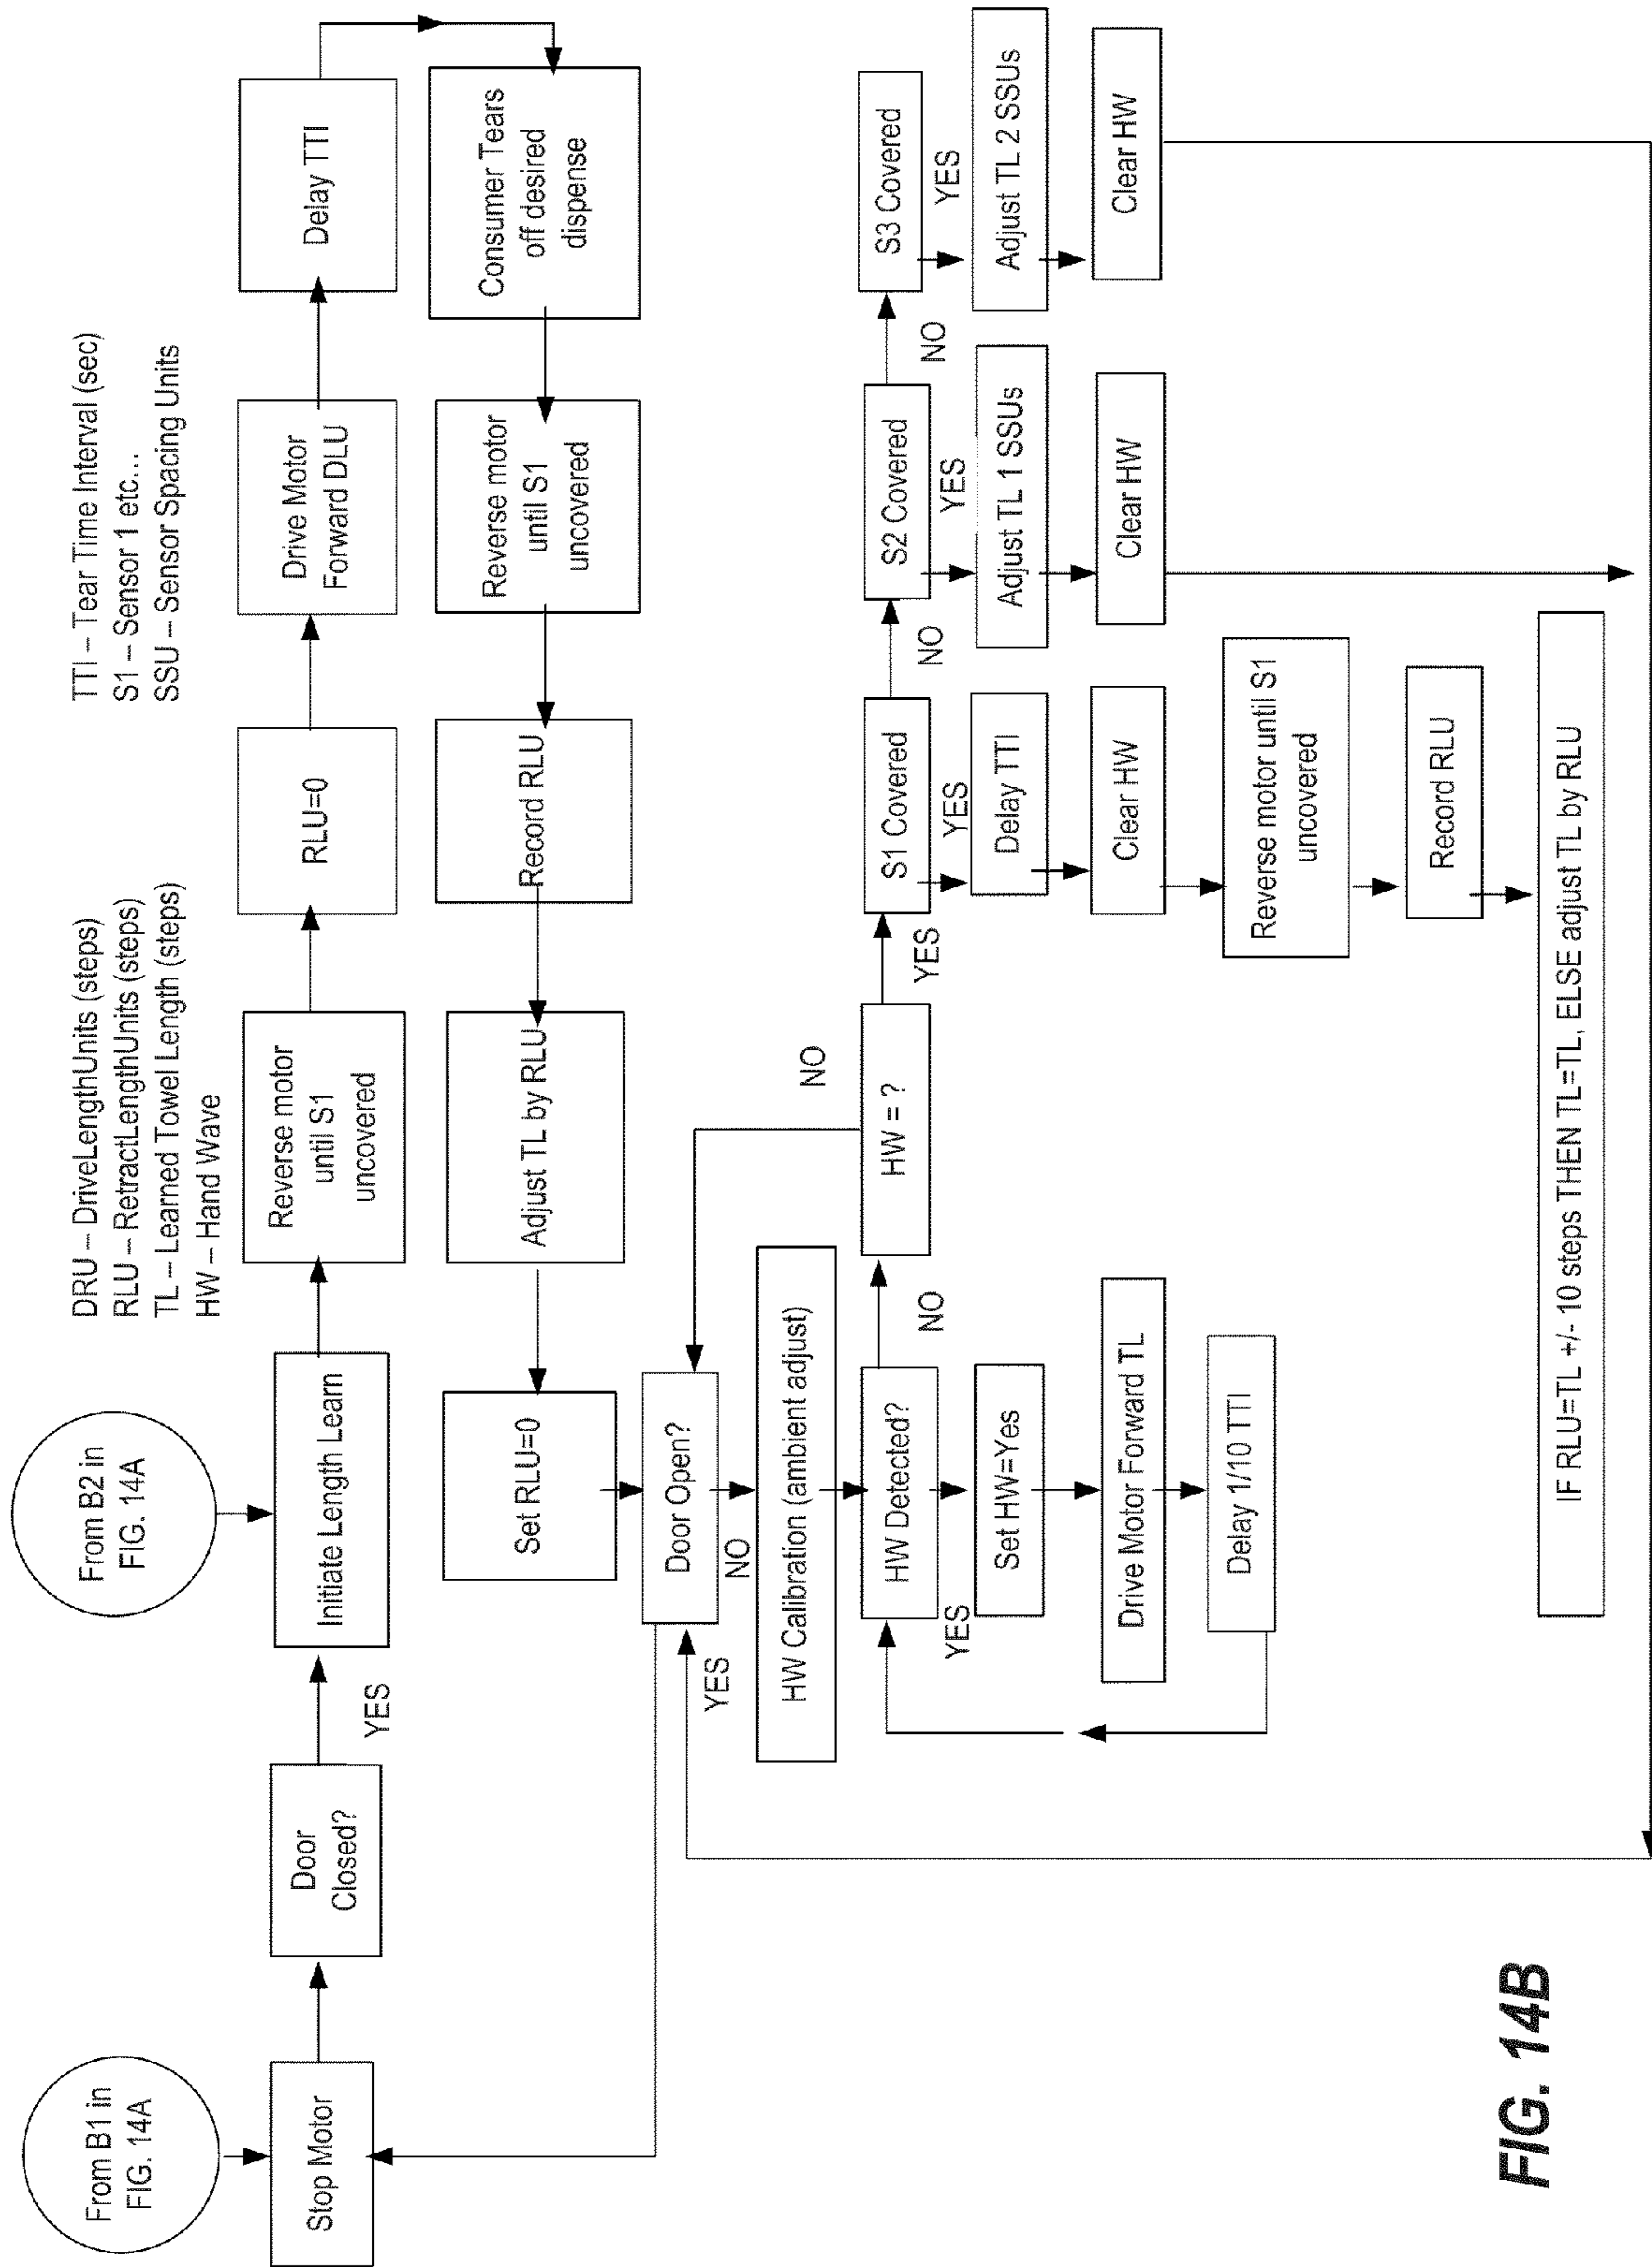 From B1 in
FIG. 14A
From B2 in
FIG. 14A
DRU – DriveLengthUnits (steps)
RLU – RetractLengthUnits (steps)
TL – Learned Towel Length (steps)
HW – Hand Wave
TTI – Tear Time Interval (sec)
S1 – Sensor 1 etc...
SSU – Sensor Spacing Units
Stop Motor
Door
Closed?
YES
Initiate Length Learn
Reverse motor
until S1
uncovered
RLU=0
Drive Motor
Forward DLU
Delay TTI
Set RLU=0
Adjust TL by RLU
Record RLU
Reverse motor
until S1
uncovered
Consumer Tears
off desired
dispense
Door Open?
YES
NO
NO
HW Calibration (ambient adjust)
HW Detected?
NO
HW = ?
YES
S1 Covered
NO
S2 Covered
NO
S3 Covered
YES
YES
YES
YES
Set HW=Yes
Delay TTI
Adjust TL 1 SSUs
Adjust TL 2 SSUs
Drive Motor Forward TL
Clear HW
Clear HW
Clear HW
Delay 1/10 TTI
Reverse motor until S1
uncovered
Record RLU
IF RLU=TL +/- 10 steps THEN TL=TL, ELSE adjust TL by RLU
FIG. 14B